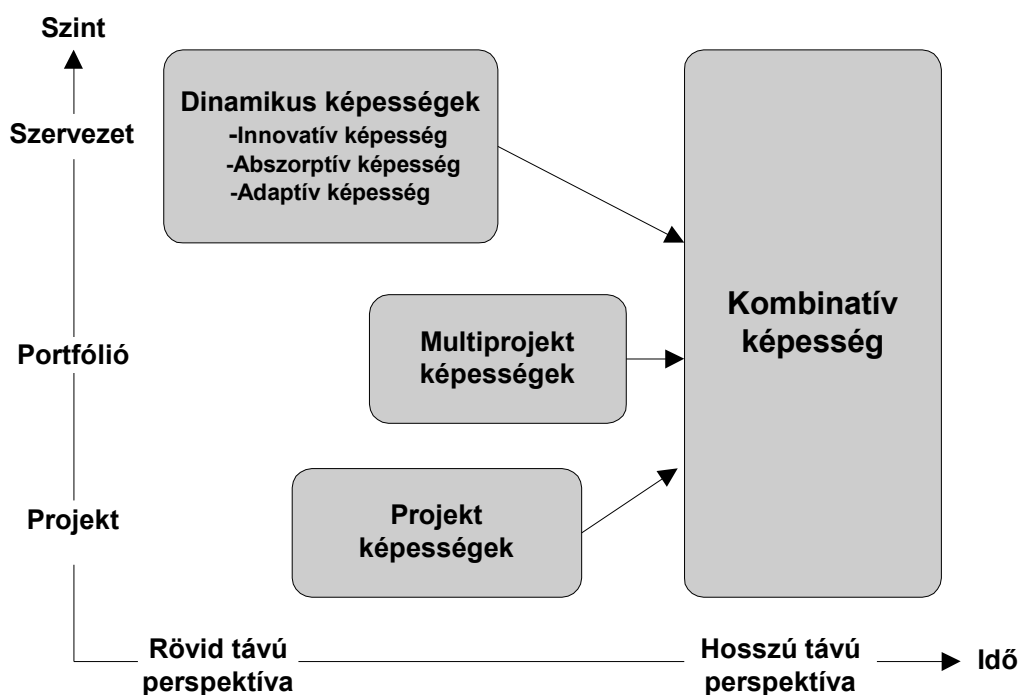 Szint
Szervezet
Dinamikus képességek
-Innovatív képesség
-Abszorptív képesség
-Adaptív képesség
Kombinatív
képesség
Portfólió
Multiprojekt
képességek
Projekt
Projekt
képességek
Rövid távú
perspektíva
Hosszú távú
perspektíva
Idő